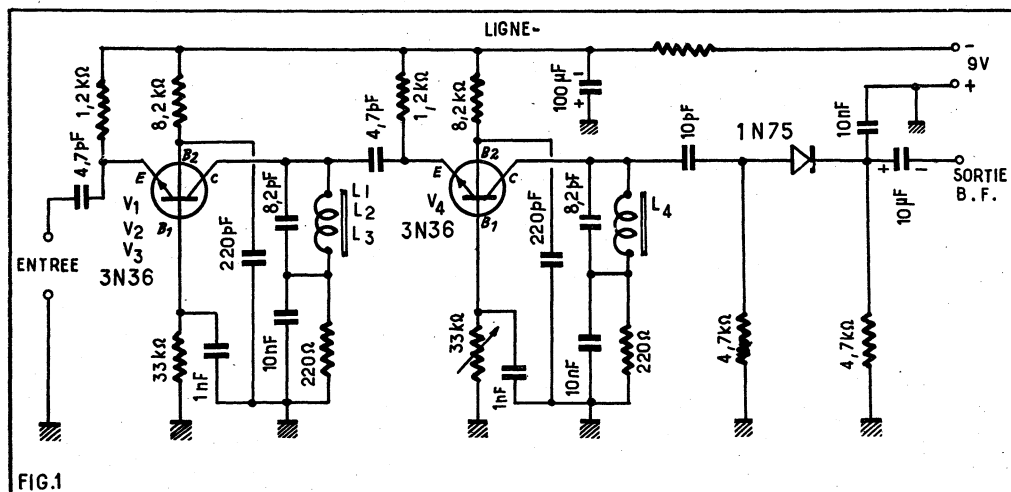 LIGNE-
-
9V
+
1,2kΩ
8,2kΩ
4,7pF
1,2kΩ
8,2kΩ
100µF
-
+
10pF
1N75
10nF
4,7pF
E
B2
C
V1
V2
V3
B1
3N36
ENTREE
220pF
8,2pF
L1
L2
L3
E
B2
C
V4
B1
3N36
220pF
8,2pF
L4
+
-
10µF
SORTIE
B.F.
33kΩ
1nF
10nF
220Ω
33kΩ
1nF
10nF
220Ω
4,7kΩ
4,7kΩ
FIG.1